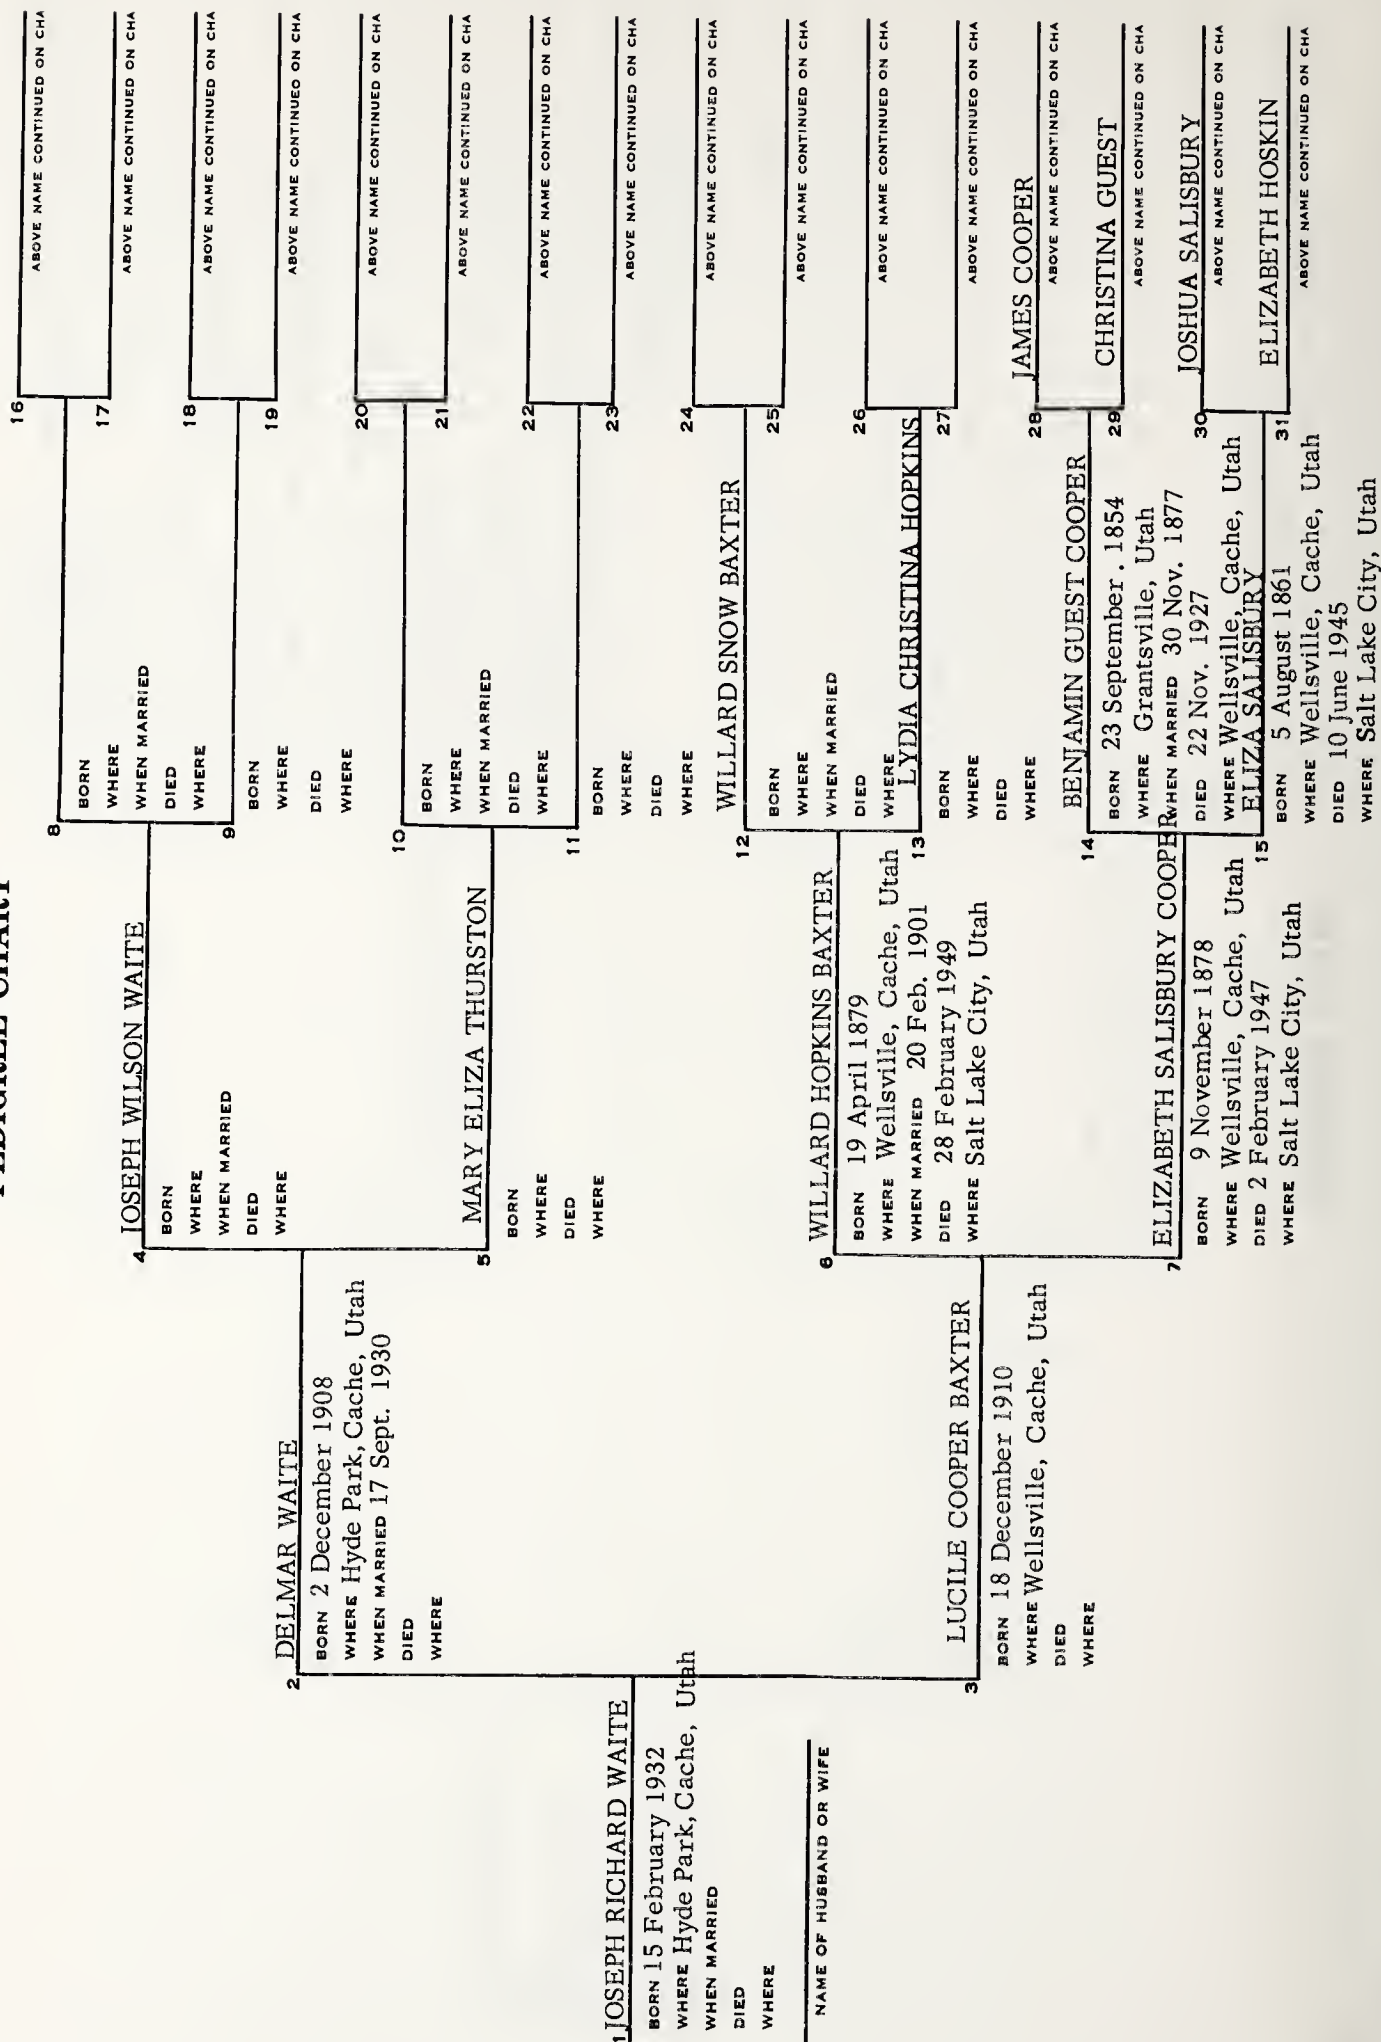 PEDIGREE CHART
1 JOSEPH RICHARD WAITE
BORN 15 February 1932
WHERE Hyde Park, Cache, Utah
WHEN MARRIED
DIED
WHERE
NAME OF HUSBAND OR WIFE
2 DELMAR WAITE
BORN 2 December 1908
WHERE Hyde Park, Cache, Utah
WHEN MARRIED 17 Sept. 1930
DIED
WHERE
3 LUCILE COOPER BAXTER
BORN 18 December 1910
WHERE Wellsville, Cache, Utah
DIED
WHERE
4 JOSEPH WILSON WAITE
BORN
WHERE
WHEN MARRIED
DIED
WHERE
5 MARY ELIZA THURSTON
BORN
WHERE
DIED
WHERE
6 WILLARD HOPKINS BAXTER
BORN 19 April 1879
WHERE Wellsville, Cache, Utah
WHEN MARRIED 20 Feb. 1901
DIED 28 February 1949
WHERE Salt Lake City, Utah
7 ELIZABETH SALISBURY COOPER
BORN 9 November 1878
WHERE Wellsville, Cache, Utah
DIED 2 February 1947
WHERE Salt Lake City, Utah
8
BORN
WHERE
WHEN MARRIED
DIED
WHERE
9
BORN
WHERE
DIED
WHERE
10
BORN
WHERE
WHEN MARRIED
DIED
WHERE
11
BORN
WHERE
DIED
WHERE
12 WILLARD SNOW BAXTER
BORN
WHERE
WHEN MARRIED
DIED
WHERE
13 LYDIA CHRISTINA HOPKINS
BORN
WHERE
DIED
WHERE
14 BENJAMIN GUEST COOPER
BORN 23 September. 1854
WHERE Grantsville, Utah
WHEN MARRIED 30 Nov. 1877
DIED 22 Nov. 1927
WHERE Wellsville, Cache, Utah
15 ELIZA SALISBURY
BORN 5 August 1861
WHERE Wellsville, Cache, Utah
DIED 10 June 1945
WHERE Salt Lake City, Utah
16
ABOVE NAME CONTINUED ON CHA
17
ABOVE NAME CONTINUED ON CHA
18
ABOVE NAME CONTINUED ON CHA
19
ABOVE NAME CONTINUEO ON CHA
20
ABOVE NAME CONTINUED ON CHA
21
ABOVE NAME CONTINUED ON CHA
22
ABOVE NAME CONTINUED ON CHA
23
ABOVE NAME CONTINUED ON CHA
24
ABOVE NAME CONTINUED ON CHA
25
ABOVE NAME CONTINUED ON CHA
26
ABOVE NAME CONTINUED ON CHA
27
ABOVE NAME CONTINUEO ON CHA
28 JAMES COOPER
ABOVE NAME CONTINUED ON CHA
29 CHRISTINA GUEST
ABOVE NAME CONTINUED ON CHA
30 JOSHUA SALISBURY
ABOVE NAME CONTINUED ON CHA
31 ELIZABETH HOSKIN
ABOVE NAME CONTINUED ON CHA